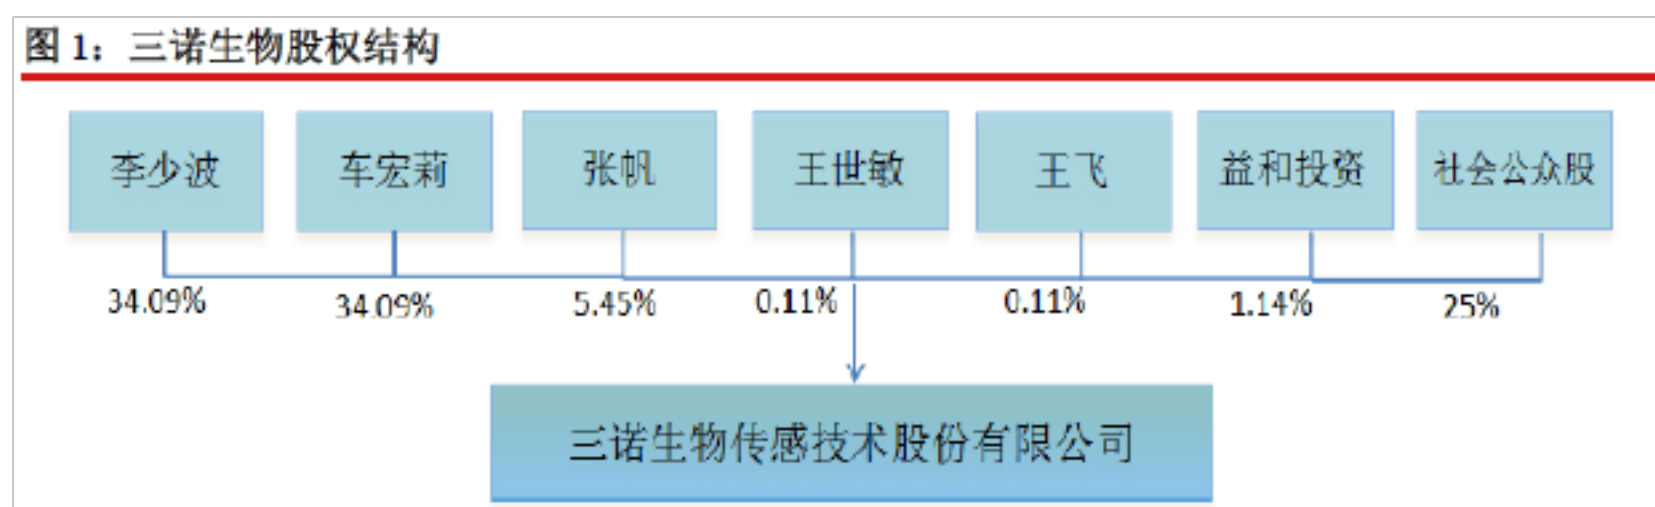 图 1：三诺生物股权结构
李少波 车宏莉 张帆 王世敏 王飞 益和投资 社会公众股
34.09% 34.09% 5.45% 0.11% 0.11% 1.14% 25%
三诺生物传感技术股份有限公司